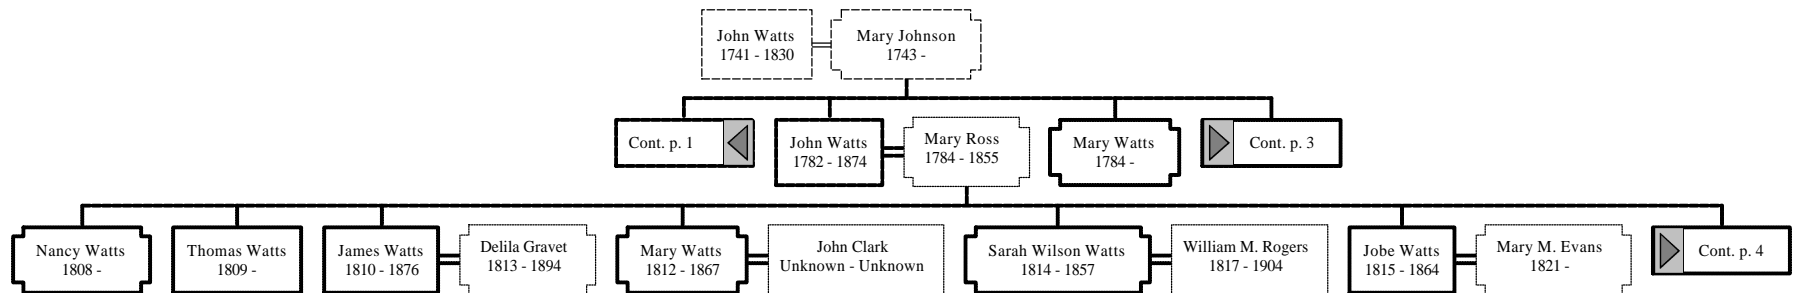 John Watts
1741 - 1830
Mary Johnson
1743 -
Cont. p. 1
John Watts
1782 - 1874
Mary Ross
1784 - 1855
Mary Watts
1784 -
Cont. p. 3
Nancy Watts
1808 -
Thomas Watts
1809 -
James Watts
1810 - 1876
Delila Gravet
1813 - 1894
Mary Watts
1812 - 1867
John Clark
Unknown - Unknown
Sarah Wilson Watts
1814 - 1857
William M. Rogers
1817 - 1904
Jobe Watts
1815 - 1864
Mary M. Evans
1821 -
Cont. p. 4